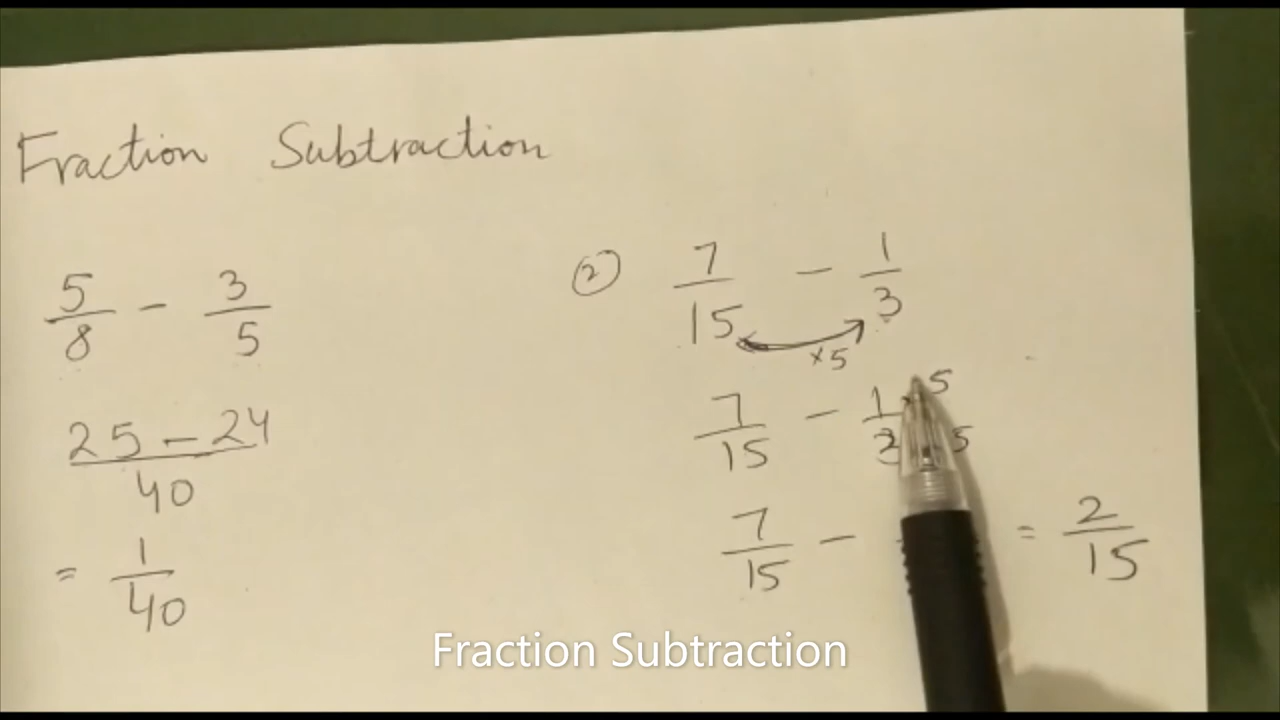 Fraction Subtraction
5/8 - 3/5
25 - 24/40
= 1/40
② 7/15 - 1/3
×5
7/15 - 1 5/3 5
7/15 - = 2/15
Fraction Subtraction